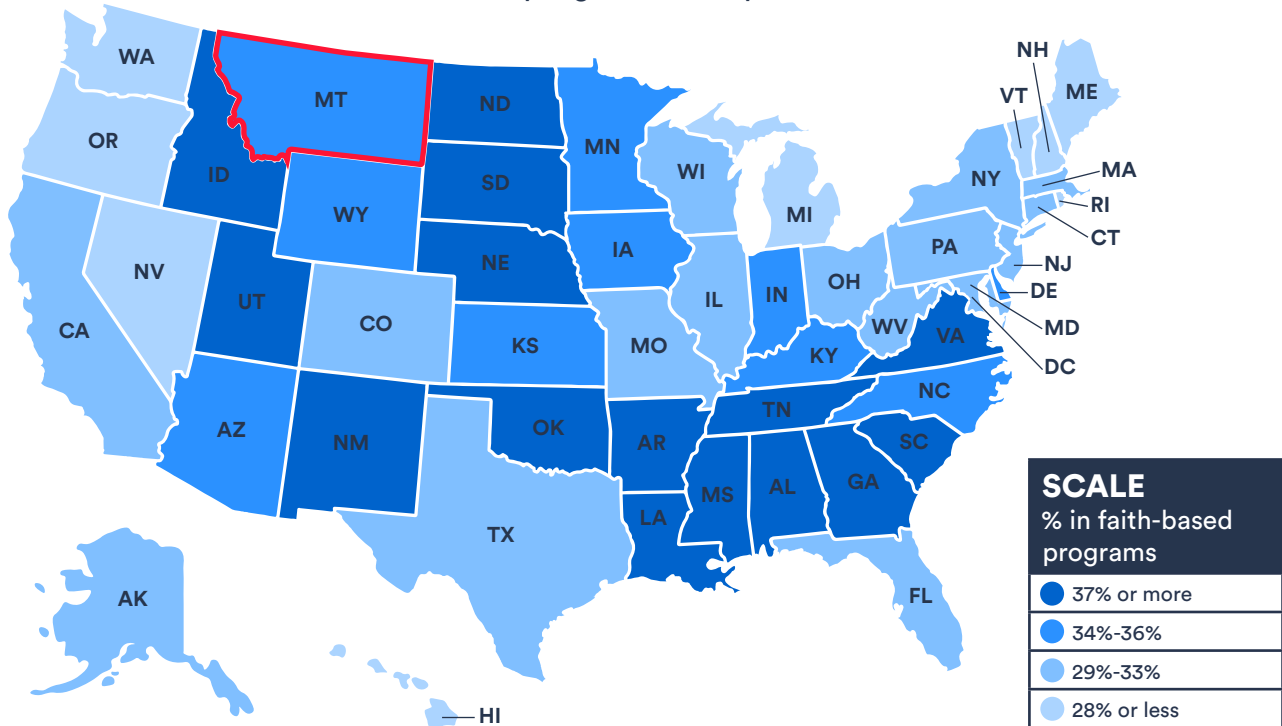 WA
NH
MT
ND
VT
ME
OR
MN
ID
SD
WI
NY
MA
WY
MI
RI
CT
NE
IA
PA
NV
NJ
UT
IL
IN
OH
DE
CA
CO
WV
MD
KS
MO
KY
VA
DC
AZ
NM
OK
TN
NC
AR
SC
MS
AL
GA
LA
TX
AK
FL
HI
SCALE
% in faith-based
programs
37% or more
34%-36%
29%-33%
28% or less